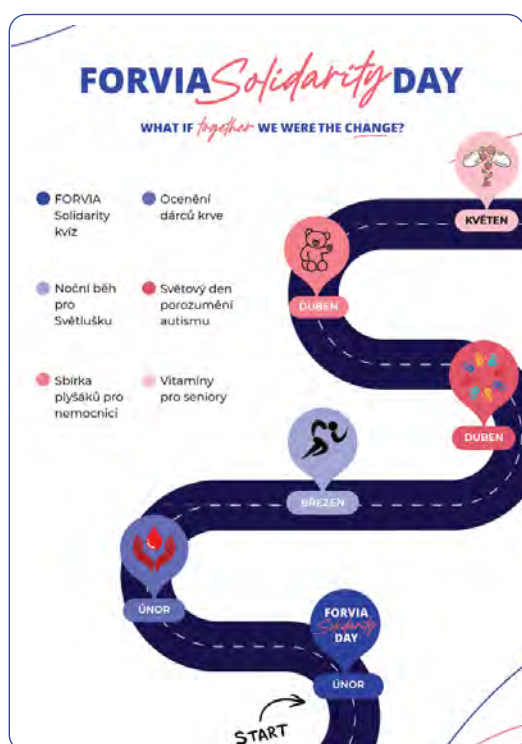 FORVIA Solidarity DAY
WHAT IF together WE WERE THE CHANGE?
FORVIA
Solidarity
kvíz
Ocenění
dárců krve
Noční běh
pro
Světlušku
Světový den
porozumění
autismu
Sbírka
plyšáků pro
nemocnici
Vitamíny
pro seniory
KVĚTEN
DUBEN
DUBEN
BŘEZEN
ÚNOR
FORVIA
Solidarity
DAY
ÚNOR
START